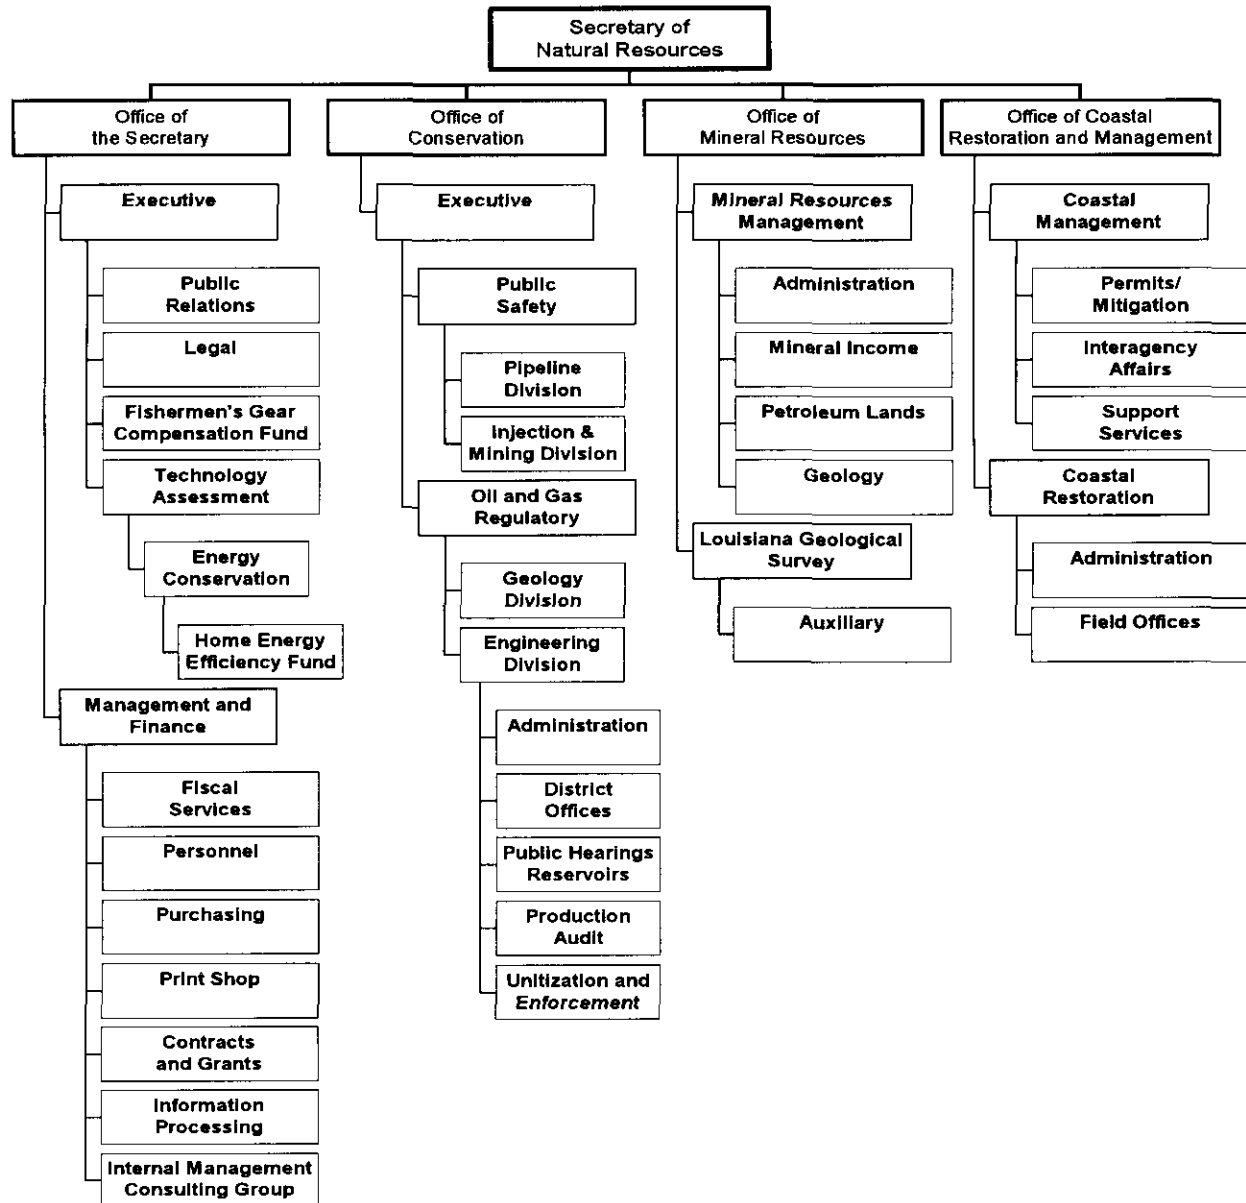 Secretary of
Natural Resources
Office of
the Secretary
Executive
Public
Relations
Legal
Fishermen's Gear
Compensation Fund
Technology
Assessment
Energy
Conservation
Home Energy
Efficiency Fund
Management and
Finance
Fiscal
Services
Personnel
Purchasing
Print Shop
Contracts
and Grants
Information
Processing
Internal Management
Consulting Group
Office of
Conservation
Executive
Public
Safety
Pipeline
Division
Injection &
Mining Division
Oil and Gas
Regulatory
Geology
Division
Engineering
Division
Administration
District
Offices
Public Hearings
Reservoirs
Production
Audit
Unitization and
Enforcement
Office of
Mineral Resources
Mineral Resources
Management
Administration
Mineral Income
Petroleum Lands
Geology
Louisiana Geological
Survey
Auxiliary
Office of Coastal
Restoration and Management
Coastal
Management
Permits/
Mitigation
Interagency
Affairs
Support
Services
Coastal
Restoration
Administration
Field Offices